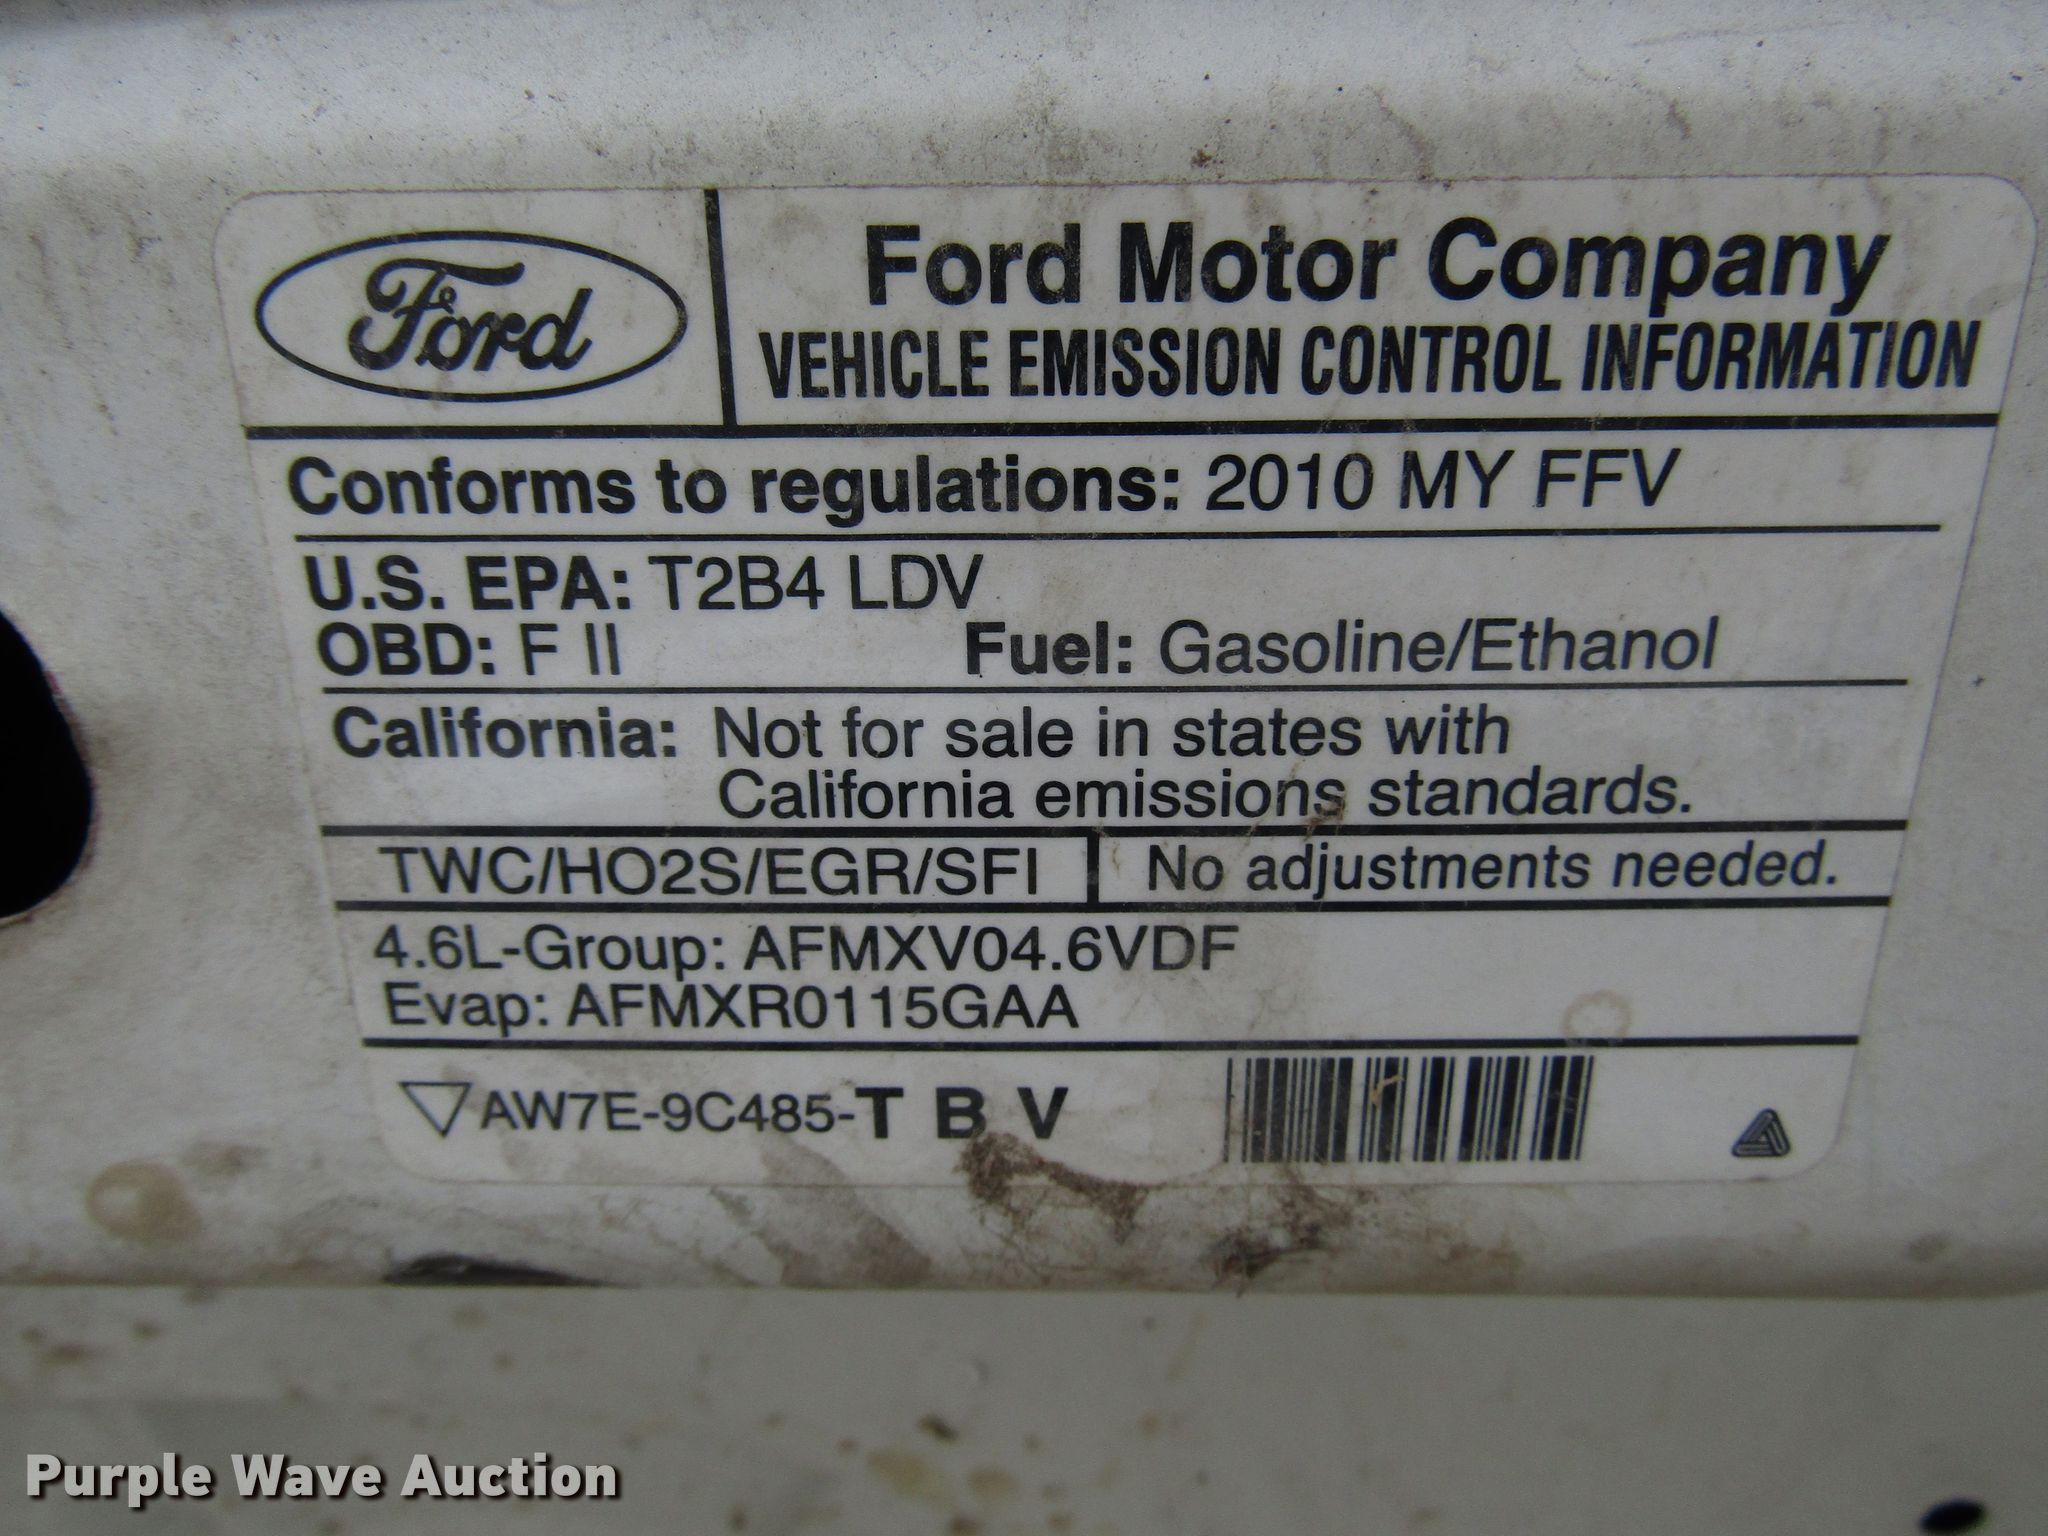 Ford
Ford Motor Company
VEHICLE EMISSION CONTROL INFORMATION
Conforms to regulations: 2010 MY FFV
U.S. EPA: T2B4 LDV
OBD: F II Fuel: Gasoline/Ethanol
California: Not for sale in states with
California emissions standards.
TWC/HO2S/EGR/SFI No adjustments needed.
4.6L-Group: AFMXV04.6VDF
Evap: AFMXR0115GAA
AW7E-9C485-T B V
Purple Wave Auction